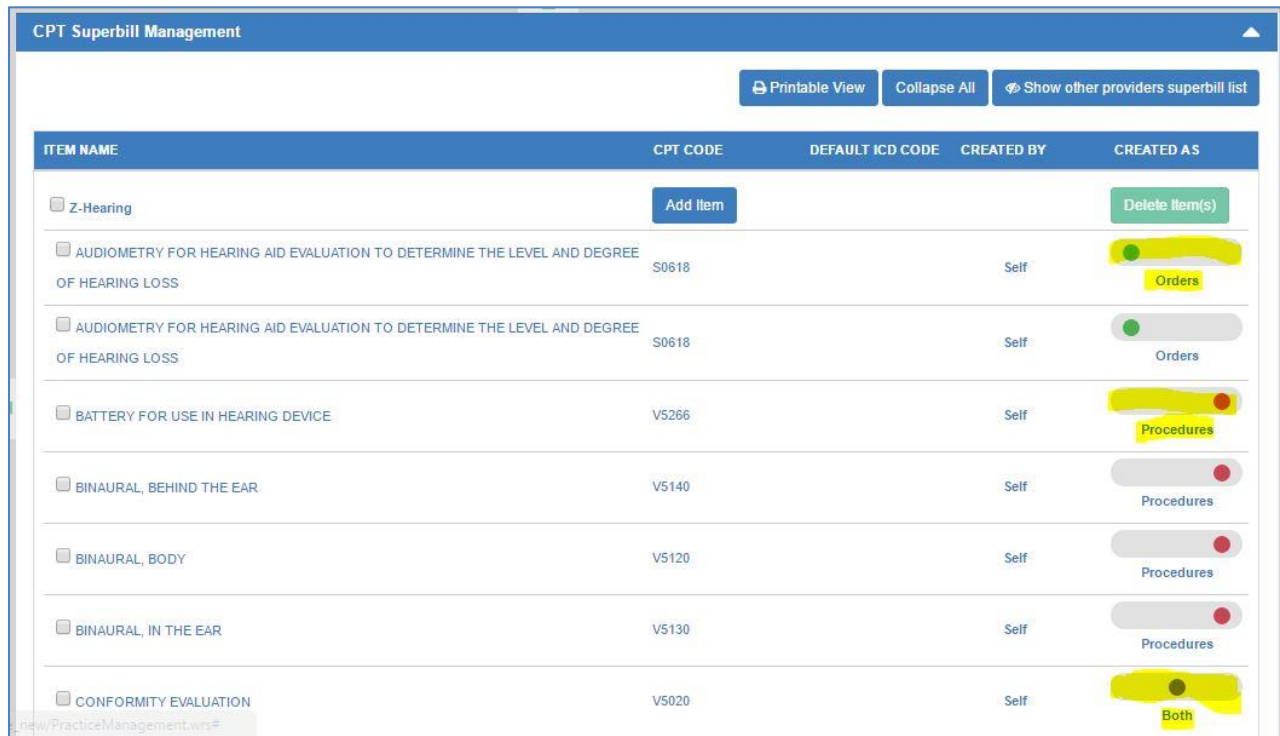 CPT Superbill Management
Printable View Collapse All Show other providers superbill list
ITEM NAME CPT CODE DEFAULT ICD CODE CREATED BY CREATED AS
Z-Hearing Add Item Delete Item(s)
AUDIOMETRY FOR HEARING AID EVALUATION TO DETERMINE THE LEVEL AND DEGREE
OF HEARING LOSS S0618 Self Orders
AUDIOMETRY FOR HEARING AID EVALUATION TO DETERMINE THE LEVEL AND DEGREE
OF HEARING LOSS S0618 Self Orders
BATTERY FOR USE IN HEARING DEVICE V5266 Self Procedures
BINAURAL, BEHIND THE EAR V5140 Self Procedures
BINAURAL, BODY V5120 Self Procedures
BINAURAL, IN THE EAR V5130 Self Procedures
CONFORMITY EVALUATION V5020 Self Both
_new/PracticeManagement.wrs#